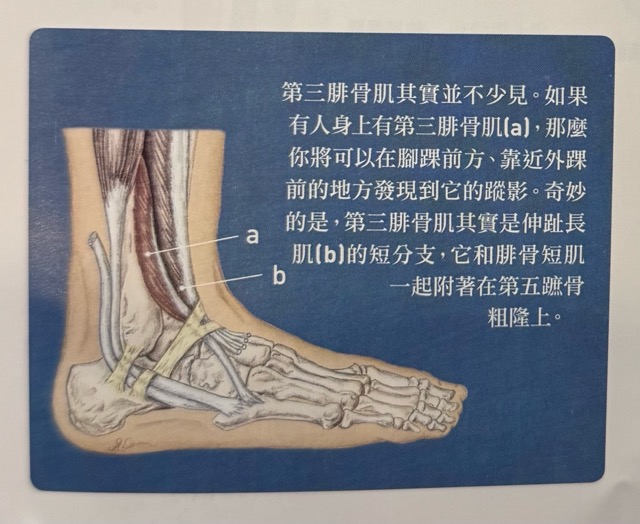 第三腓骨肌其實並不少見。如果
有人身上有第三腓骨肌(a)，那麼
你將可以在腳踝前方、靠近外踝
前的地方發現到它的蹤影。奇妙
的是，第三腓骨肌其實是伸趾長
肌(b)的短分支，它和腓骨短肌
一起附著在第五蹠骨
粗隆上。
a
b